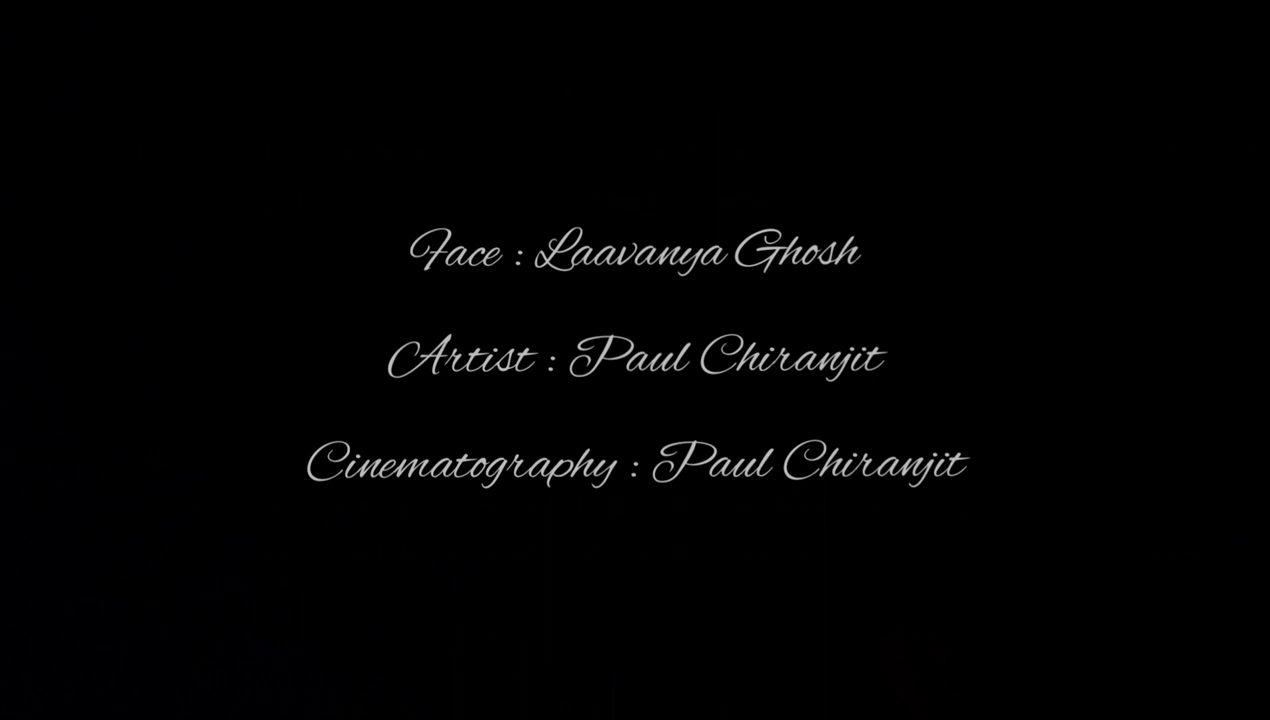 Face : Laavanya Ghosh
Artist : Paul Chiranjit
Cinematography : Paul Chiranjit